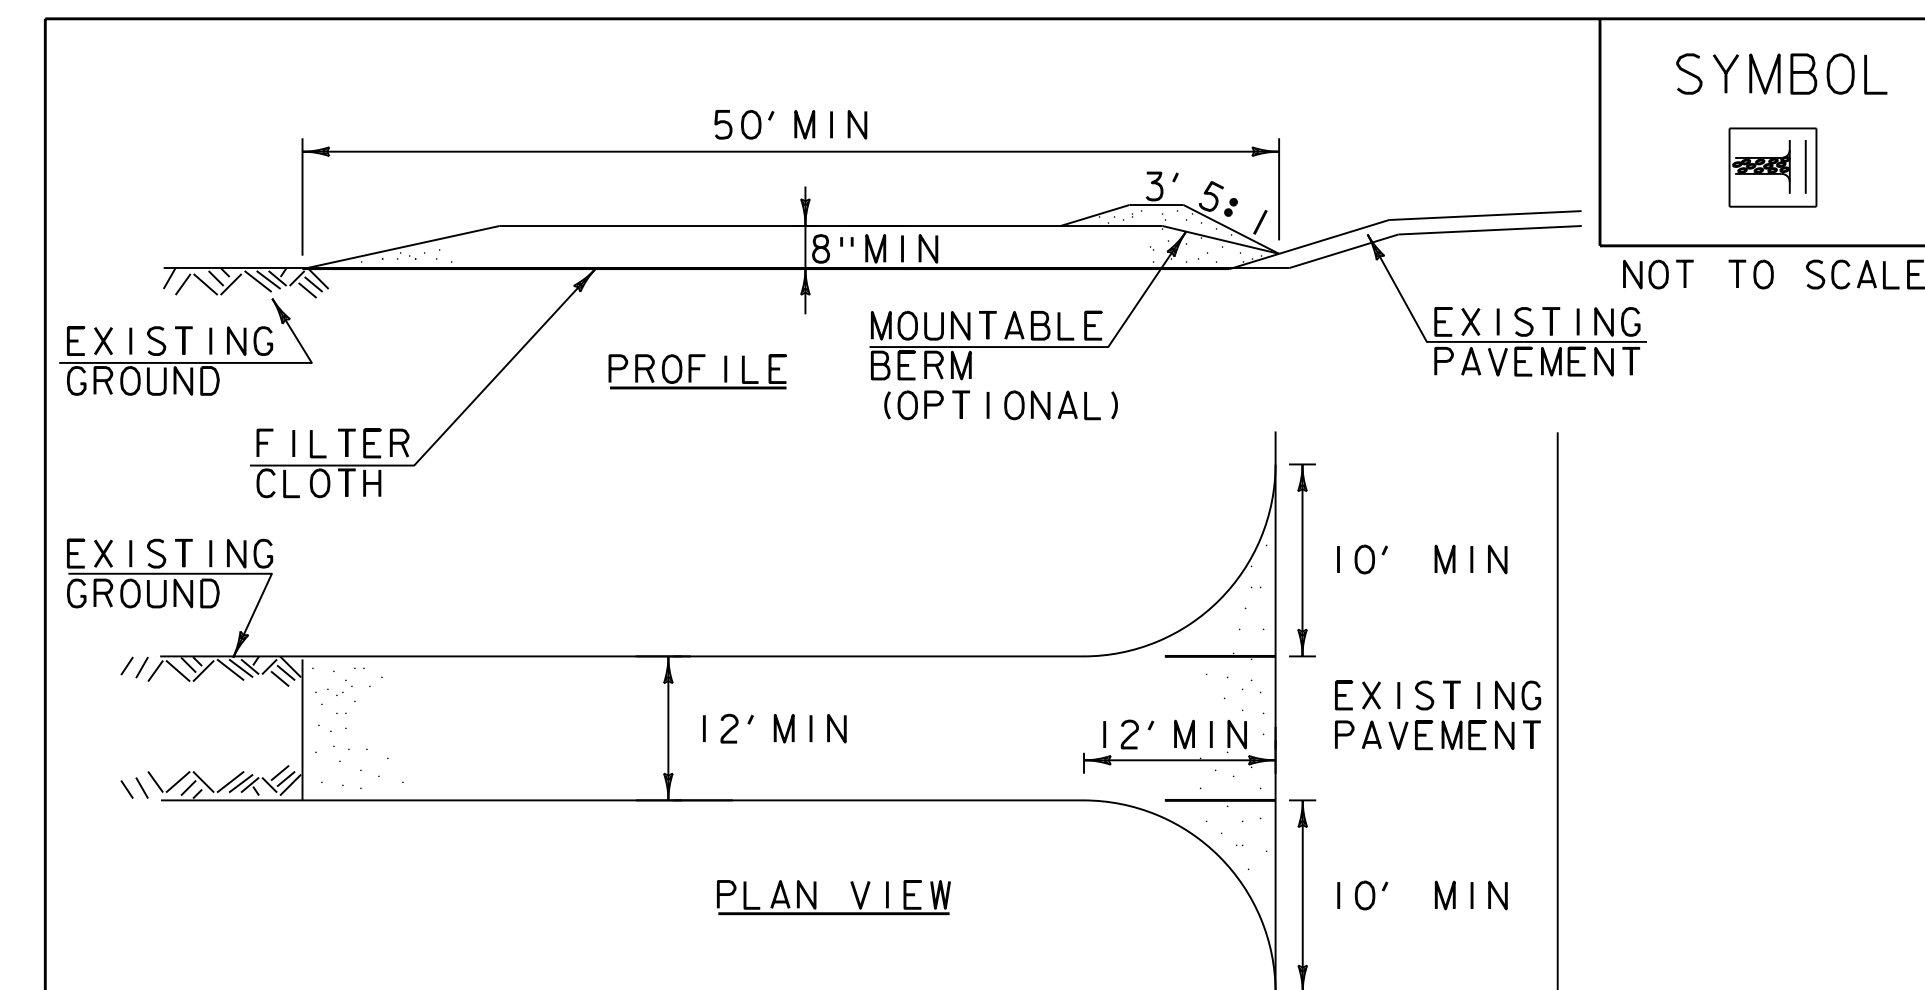 SYMBOL
50' MIN
3' 5:1
8" MIN
NOT TO SCALE
EXISTING
GROUND
PROFILE
MOUNTABLE
BERM
(OPTIONAL)
EXISTING
PAVEMENT
FILTER
CLOTH
EXISTING
GROUND
10' MIN
12' MIN
12' MIN
EXISTING
PAVEMENT
PLAN VIEW
10' MIN